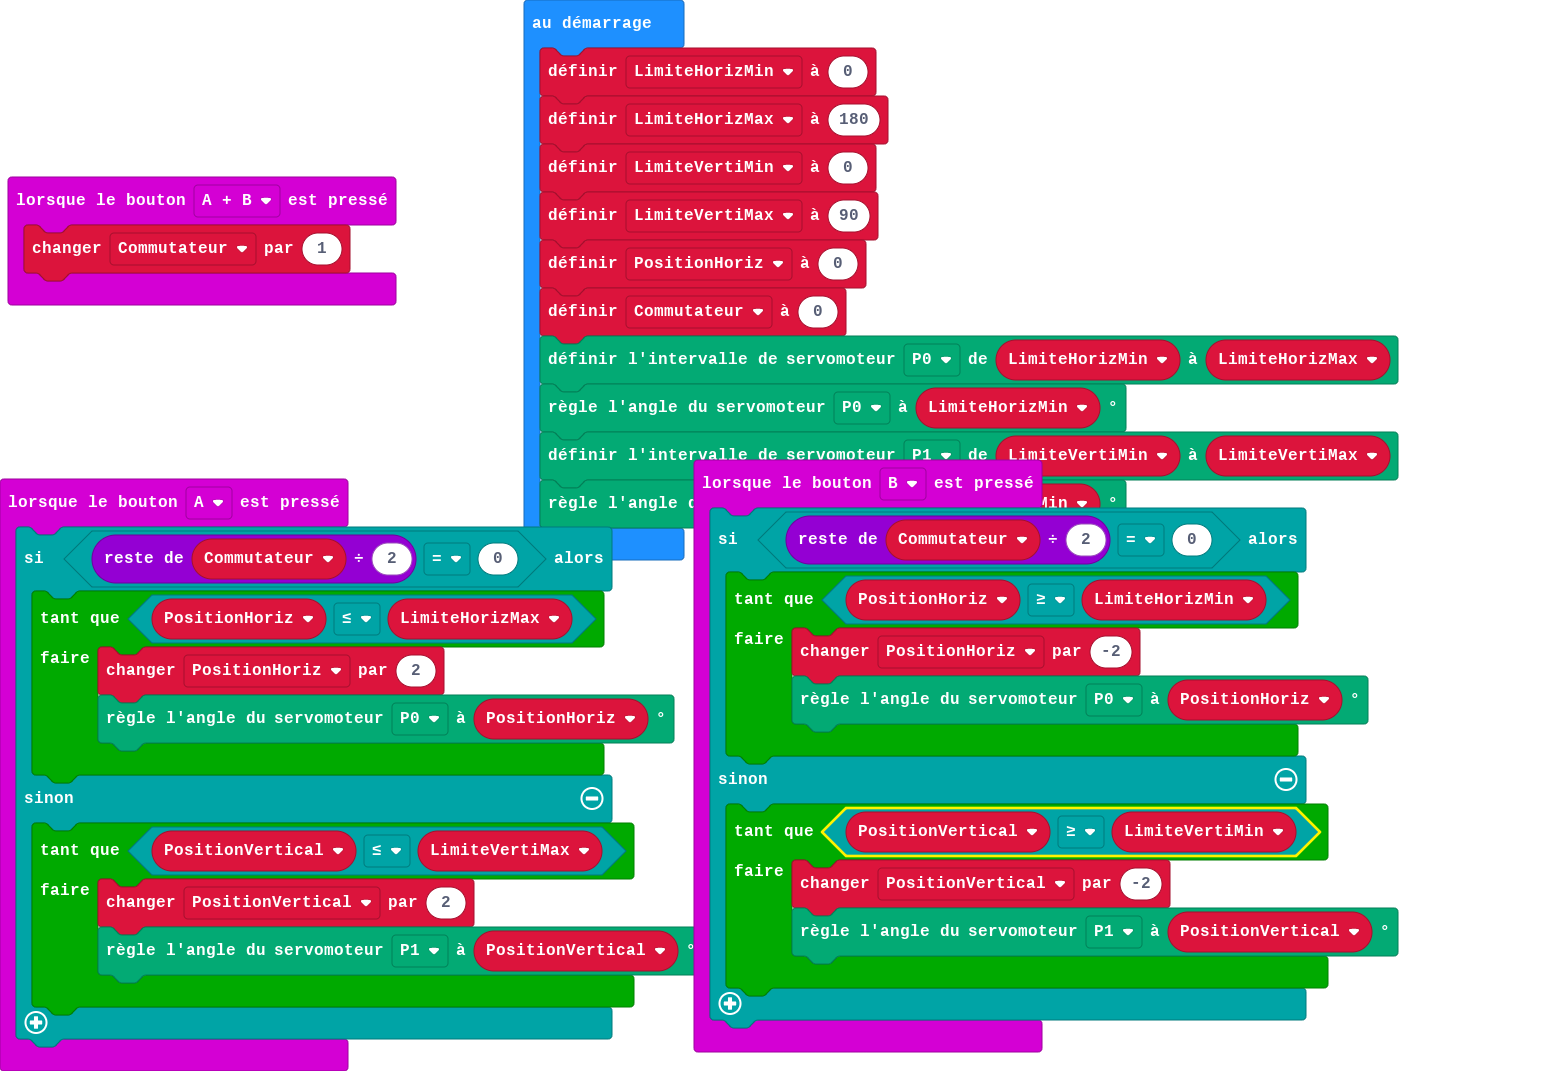 au démarrage
définir LimiteHorizMin à 0
définir LimiteHorizMax à 180
définir LimiteVertiMin à 0
définir LimiteVertiMax à 90
définir PositionHoriz à 0
définir Commutateur à 0
définir l'intervalle de servomoteur P0 de LimiteHorizMin à LimiteHorizMax
règle l'angle du servomoteur P0 à LimiteHorizMin °
définir l'intervalle de servomoteur P1 de LimiteVertiMin à LimiteVertiMax
règle l'angle Min °
lorsque le bouton A + B est pressé
changer Commutateur par 1
lorsque le bouton A est pressé
si reste de Commutateur ÷ 2 = 0 alors
tant que PositionHoriz ≤ LimiteHorizMax
faire
changer PositionHoriz par 2
règle l'angle du servomoteur P0 à PositionHoriz °
sinon
tant que PositionVertical ≤ LimiteVertiMax
faire
changer PositionVertical par 2
règle l'angle du servomoteur P1 à PositionVertical °
lorsque le bouton B est pressé
si reste de Commutateur ÷ 2 = 0 alors
tant que PositionHoriz ≥ LimiteHorizMin
faire
changer PositionHoriz par -2
règle l'angle du servomoteur P0 à PositionHoriz °
sinon
tant que PositionVertical ≥ LimiteVertiMin
faire
changer PositionVertical par -2
règle l'angle du servomoteur P1 à PositionVertical °